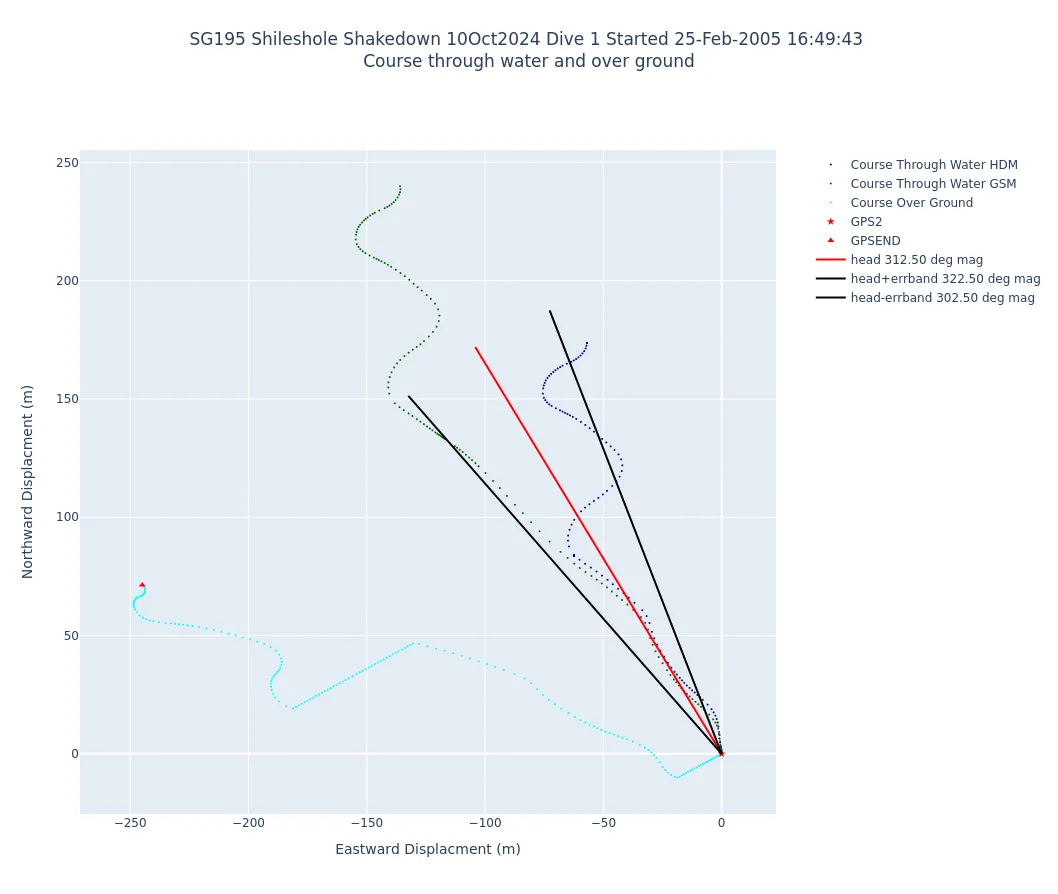 SG195 Shileshole Shakedown 10Oct2024 Dive 1 Started 25-Feb-2005 16:49:43
Course through water and over ground
250
200
150
100
50
0
Northward Displacment (m)
−250
−200
−150
−100
−50
0
Eastward Displacment (m)
Course Through Water HDM
Course Through Water GSM
Course Over Ground
GPS2
GPSEND
head 312.50 deg mag
head+errband 322.50 deg mag
head-errband 302.50 deg mag